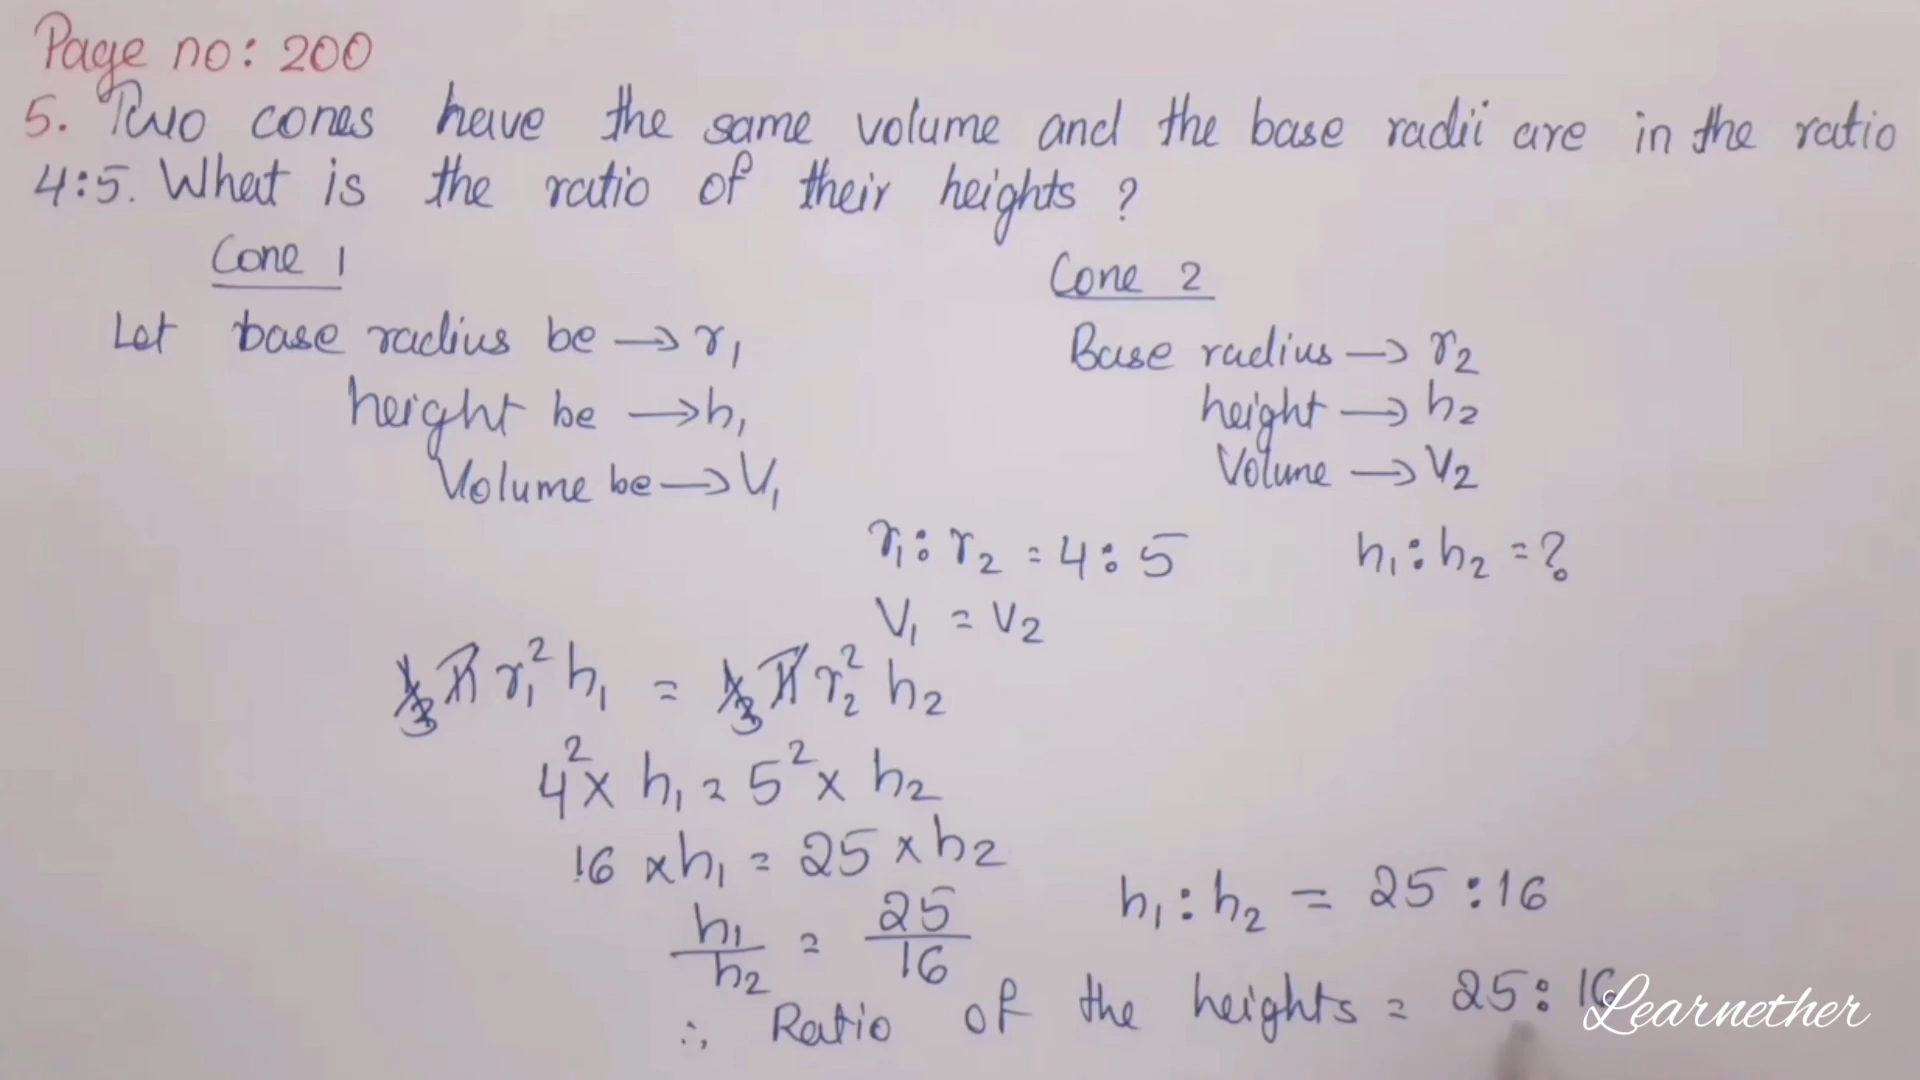 Page no: 200
5. Two cones have the same volume and the base radii are in the ratio
4:5. What is the ratio of their heights ?
Cone 1
Let base radius be → r₁
height be → h₁
Volume be → V₁
Cone 2
Base radius → r₂
height → h₂
Volume → V₂
r₁ : r₂ = 4 : 5
h₁ : h₂ = ?
V₁ = V₂
1/3 π r₁² h₁ = 1/3 π r₂² h₂
4² × h₁ = 5² × h₂
16 × h₁ = 25 × h₂
h₁/h₂ = 25/16
h₁ : h₂ = 25 : 16
∴ Ratio of the heights = 25 : 16
Learnether